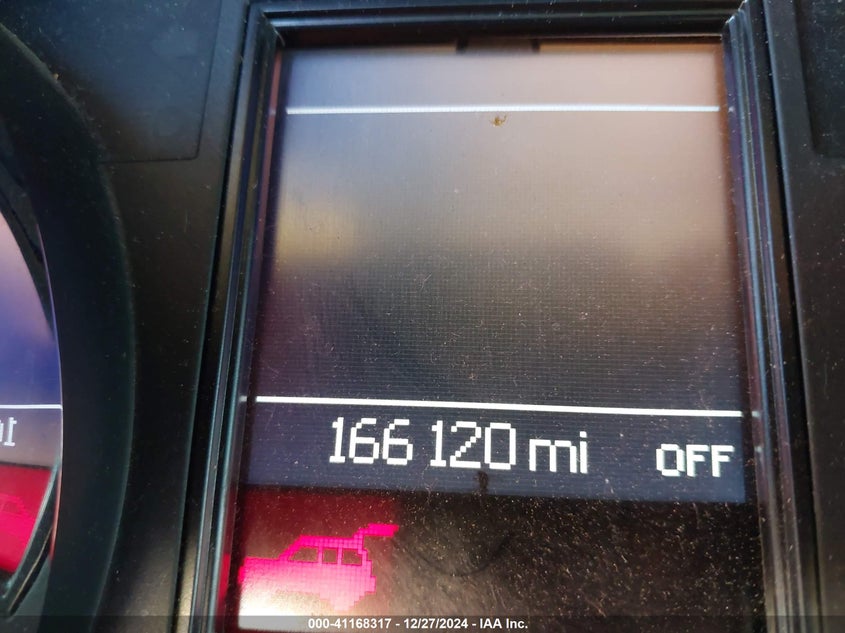 166 120 mi OFF
000-41168317 - 12/27/2024 - IAA Inc.